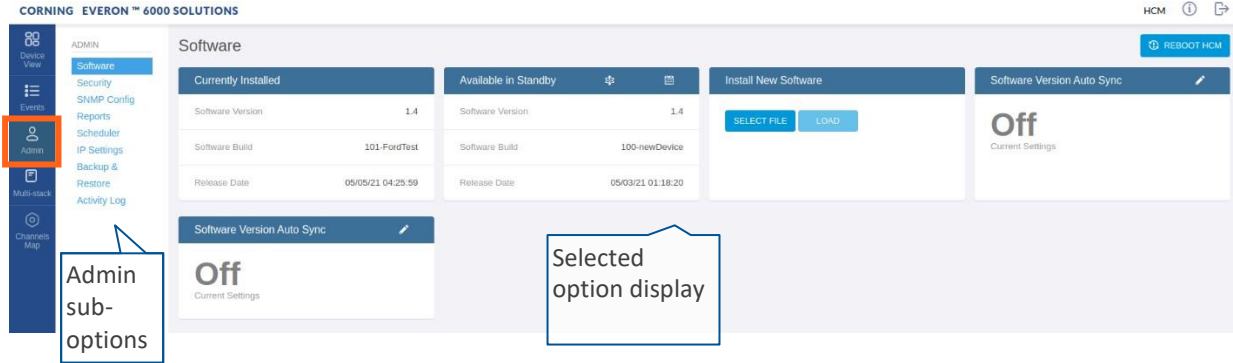 CORNING EVERON ™ 6000 SOLUTIONS
HCM
Device
View
Events
Admin
Multi-stack
Channels
Map
ADMIN
Software
Security
SNMP Config
Reports
Scheduler
IP Settings
Backup &
Restore
Activity Log
Software
REBOOT HCM
Currently Installed
Software Version 1.4
Software Build 101-FordTest
Release Date 05/05/21 04:25:59
Available in Standby
Software Version 1.4
Software Build 100-newDevice
Release Date 05/03/21 01:18:20
Install New Software
SELECT FILE LOAD
Software Version Auto Sync
Off
Current Settings
Software Version Auto Sync
Off
Current Settings
Admin
sub-
options
Selected
option display